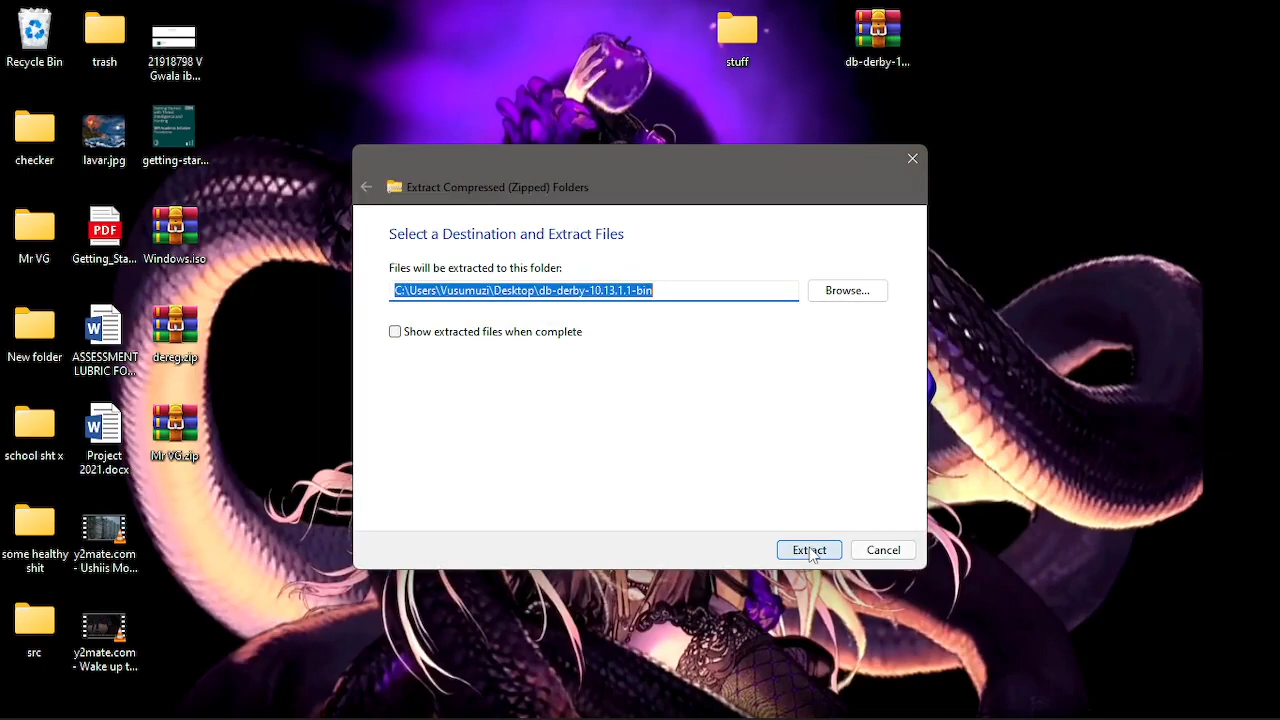 Recycle Bin
trash
21918798 V
Gwala ib...
stuff
db-derby-1...
checker
lavar.jpg
getting-star...
Mr VG
PDF
Getting_Sta...
Windows.iso
New folder
ASSESSMENT
LUBRIC FO...
dereg.zip
school sht x
Project
2021.docx
Mr VG.zip
some healthy
shit
y2mate.com
- Ushiis Mo...
src
y2mate.com
- Wake up t...
Extract Compressed (Zipped) Folders
Select a Destination and Extract Files
Files will be extracted to this folder:
C:\Users\Vusumuzi\Desktop\db-derby-10.13.1.1-bin
Browse...
Show extracted files when complete
Extract
Cancel